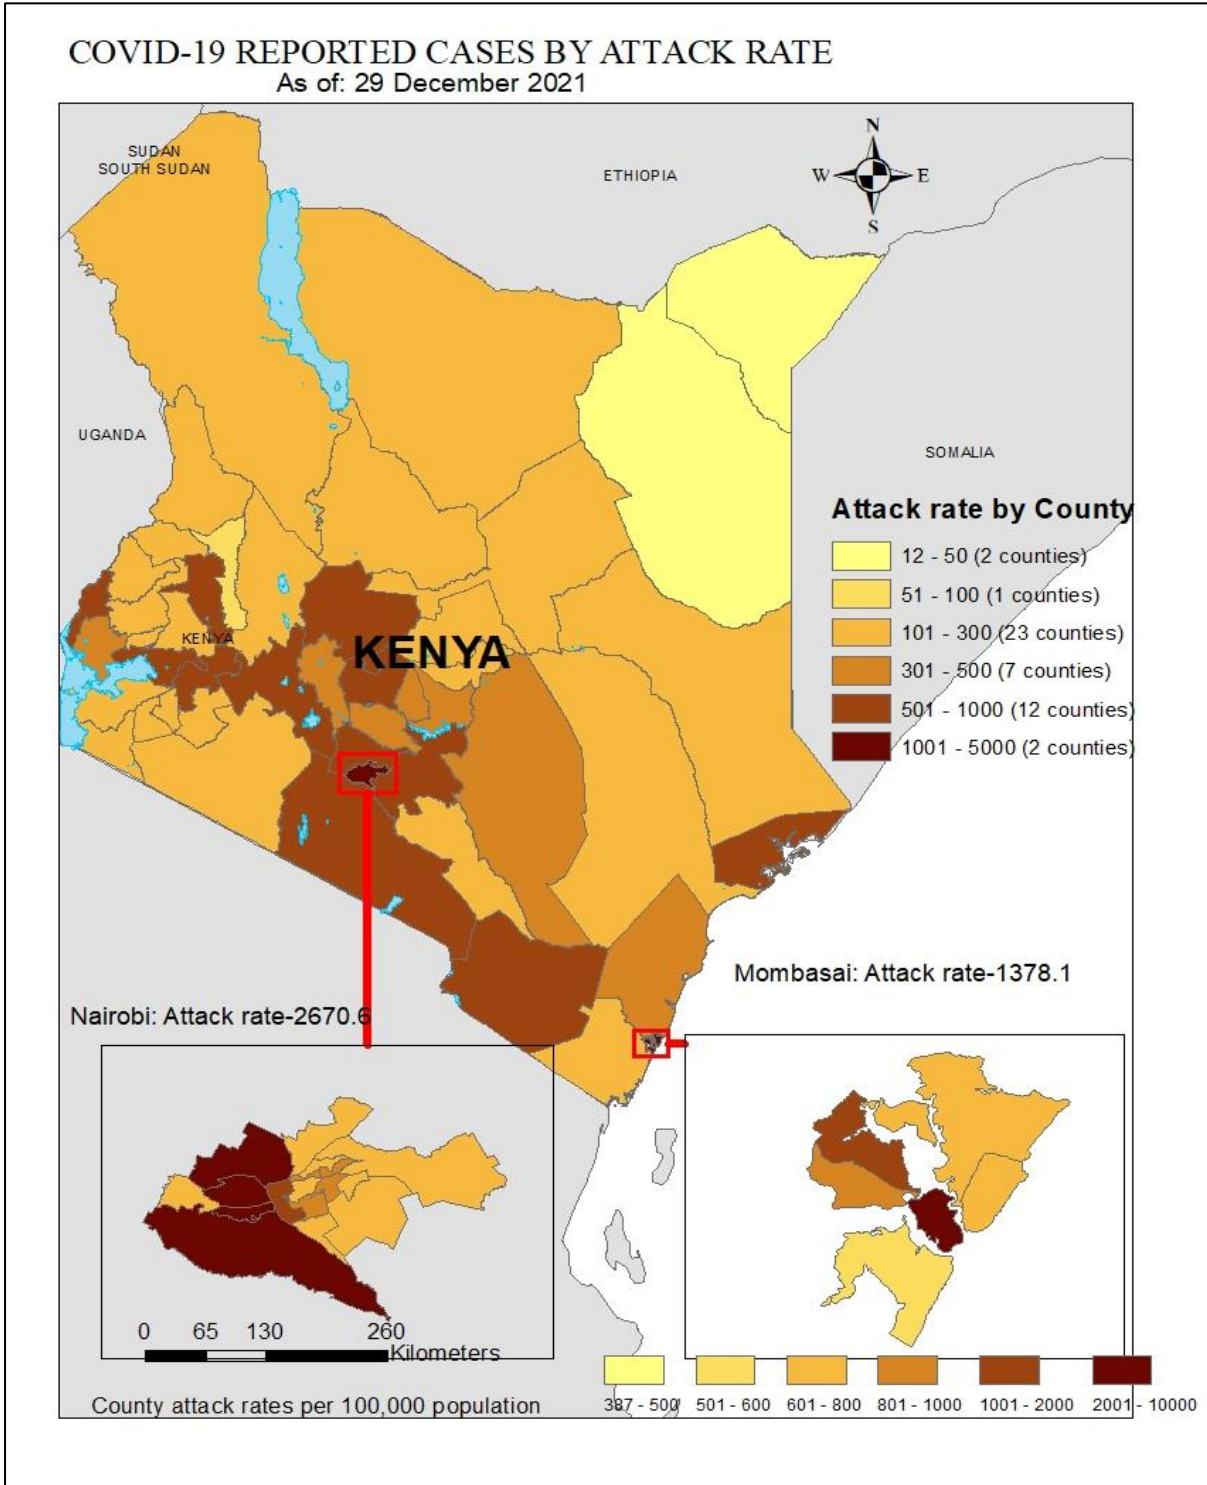 COVID-19 REPORTED CASES BY ATTACK RATE
As of: 29 December 2021
SUDAN
SOUTH SUDAN
ETHIOPIA
N
W
E
S
UGANDA
SOMALIA
Attack rate by County
12 - 50 (2 counties)
51 - 100 (1 counties)
101 - 300 (23 counties)
301 - 500 (7 counties)
501 - 1000 (12 counties)
1001 - 5000 (2 counties)
KENYA
KENYA
Mombasai: Attack rate-1378.1
Nairobi: Attack rate-2670.6
0 65 130 260
Kilometers
County attack rates per 100,000 population
387 - 500 501 - 600 601 - 800 801 - 1000 1001 - 2000 2001 - 10000